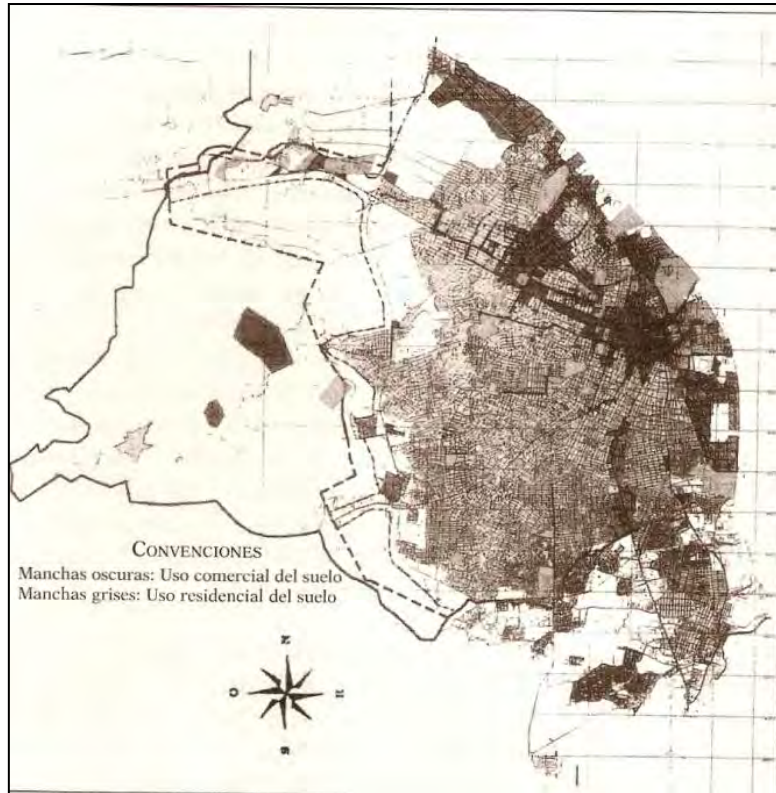 CONVENCIONES
Manchas oscuras: Uso comercial del suelo
Manchas grises: Uso residencial del suelo
N
O
E
S